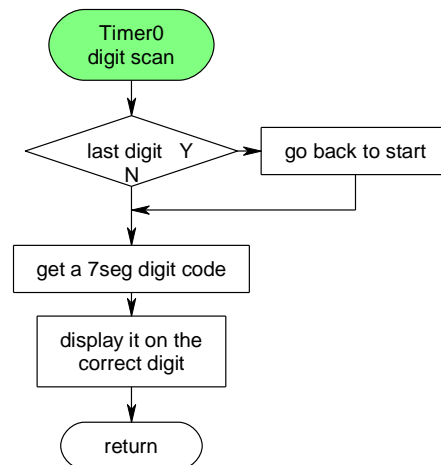 Timer0
digit scan
last digit Y
N
go back to start
get a 7seg digit code
display it on the
correct digit
return